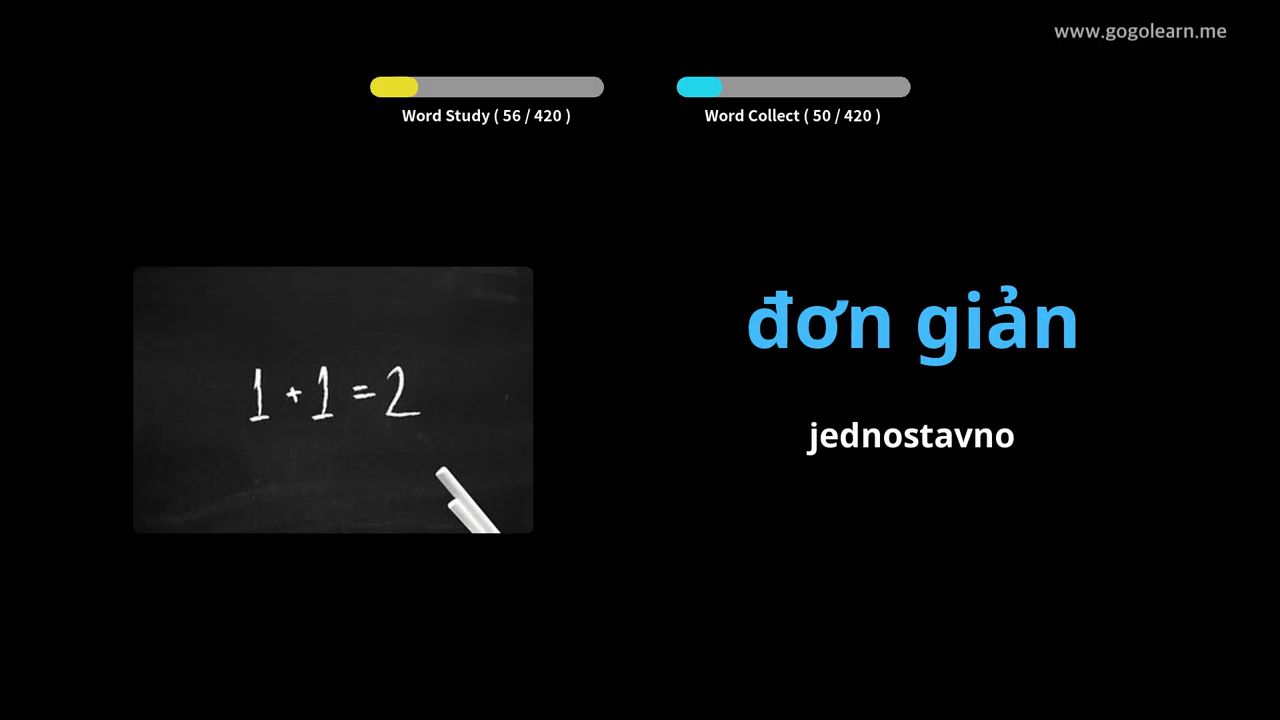 www.gogolearn.me
Word Study ( 56 / 420 )
Word Collect ( 50 / 420 )
1 + 1 = 2
đơn giản
jednostavno